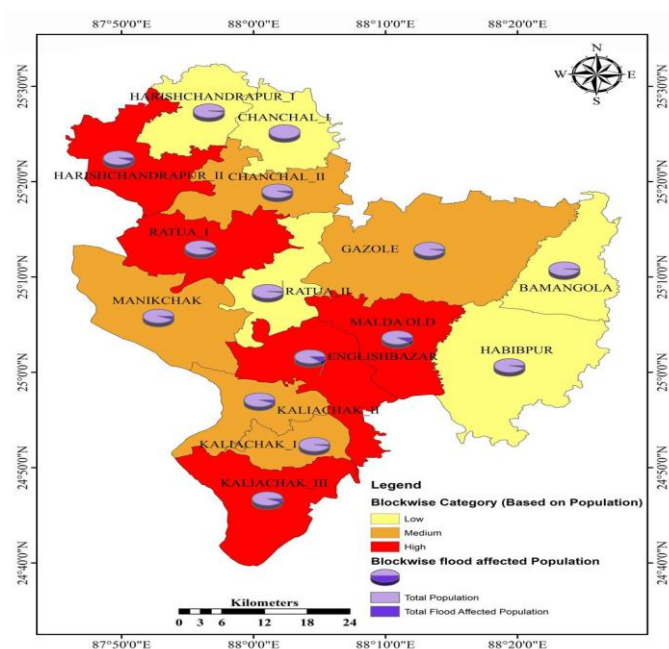 87°50'0"E 88°0'0"E 88°10'0"E 88°20'0"E
N
W E
S
25°30'0"N 25°30'0"N
HARISHCHANDRAPUR_I
CHANCHAL_I
HARISHCHANDRAPUR_II
CHANCHAL_II
25°20'0"N 25°20'0"N
RATUA_I
GAZOLE
25°10'0"N 25°10'0"N
BAMANGOLA
RATUA_II
MANIKCHAK
MALDA OLD
ENGLISHBAZAR
HABIBPUR
25°0'0"N 25°0'0"N
KALIACHAK_II
KALIACHAK_I
24°50'0"N 24°50'0"N
KALIACHAK_III
Legend
Blockwise Category (Based on Population)
Low
Medium
High
Blockwise flood affected Population
Total Population
Total Flood Affected Population
24°40'0"N 24°40'0"N
Kilometers
0 3 6 12 18 24
87°50'0"E 88°0'0"E 88°10'0"E 88°20'0"E